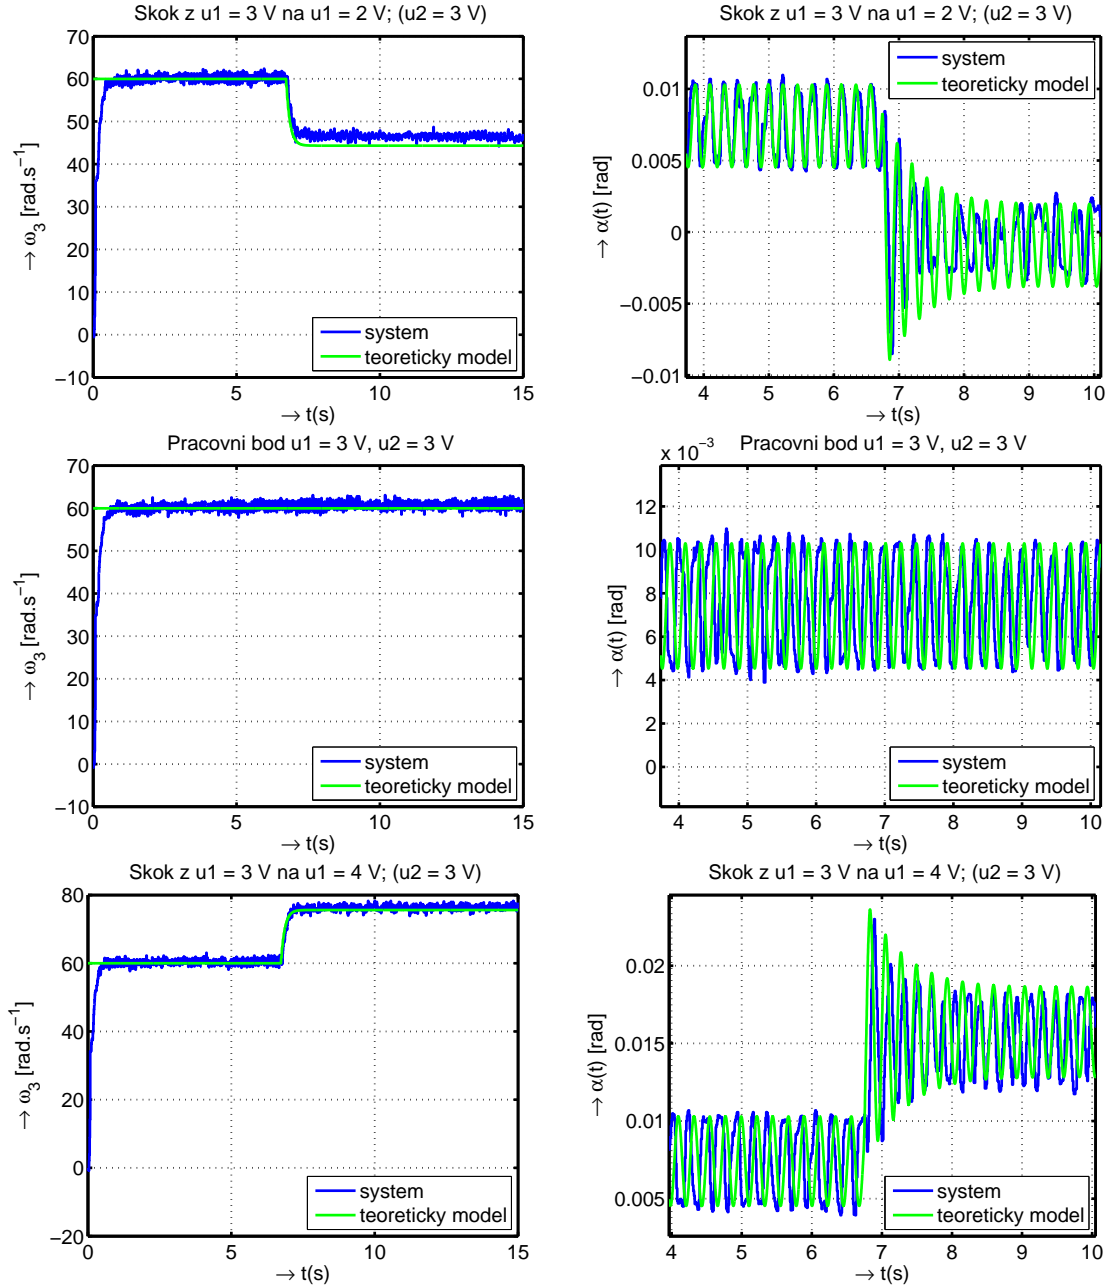 Skok z u1 = 3 V na u1 = 2 V; (u2 = 3 V)
70
60
50
40
30
20
10
0
−10
0
5
10
15
→ ω3 [rad.s−1]
→ t(s)
system
teoreticky model
Skok z u1 = 3 V na u1 = 2 V; (u2 = 3 V)
0.01
0.005
0
−0.005
−0.01
4
5
6
7
8
9
10
→ α(t) [rad]
→ t(s)
system
teoreticky model
Pracovni bod u1 = 3 V, u2 = 3 V
70
60
50
40
30
20
10
0
−10
0
5
10
15
→ ω3 [rad.s−1]
→ t(s)
system
teoreticky model
x 10−3
Pracovni bod u1 = 3 V, u2 = 3 V
12
10
8
6
4
2
0
4
5
6
7
8
9
10
→ α(t) [rad]
→ t(s)
system
teoreticky model
Skok z u1 = 3 V na u1 = 4 V; (u2 = 3 V)
80
60
40
20
0
−20
0
5
10
15
→ ω3 [rad.s−1]
→ t(s)
system
teoreticky model
Skok z u1 = 3 V na u1 = 4 V; (u2 = 3 V)
0.02
0.015
0.01
0.005
4
5
6
7
8
9
10
→ α(t) [rad]
→ t(s)
system
teoreticky model